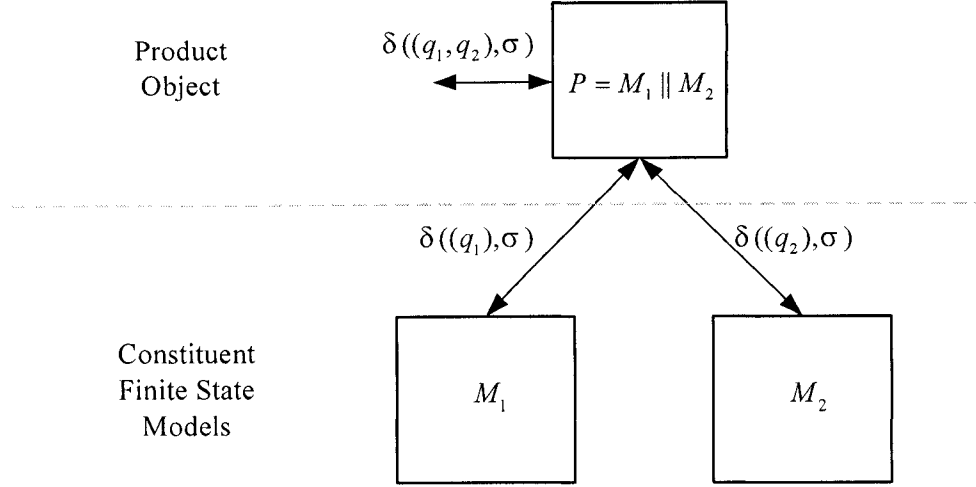 Product
Object
δ((q₁,q₂),σ)
P = M₁ || M₂
δ((q₁),σ)
δ((q₂),σ)
Constituent
Finite State
Models
M₁
M₂